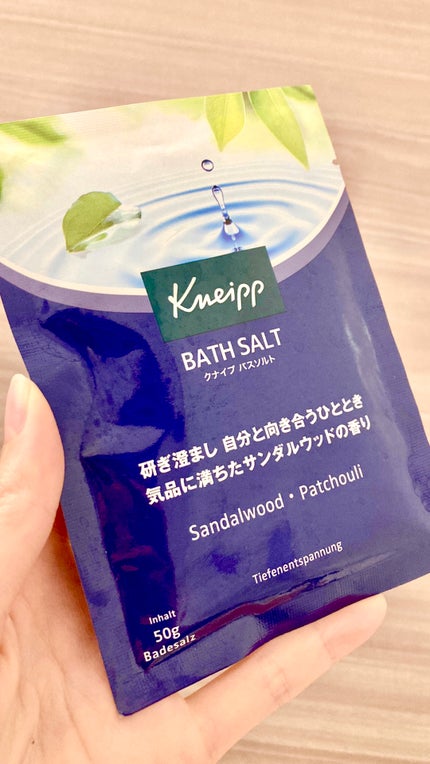 Kneipp
BATH SALT
クナイプ バスソルト
研ぎ澄まし 自分と向き合うひととき
気品に満ちたサンダルウッドの香り
Sandalwood・Patchouli
Tiefenentspannung
Inhalt
50g
Badesalz